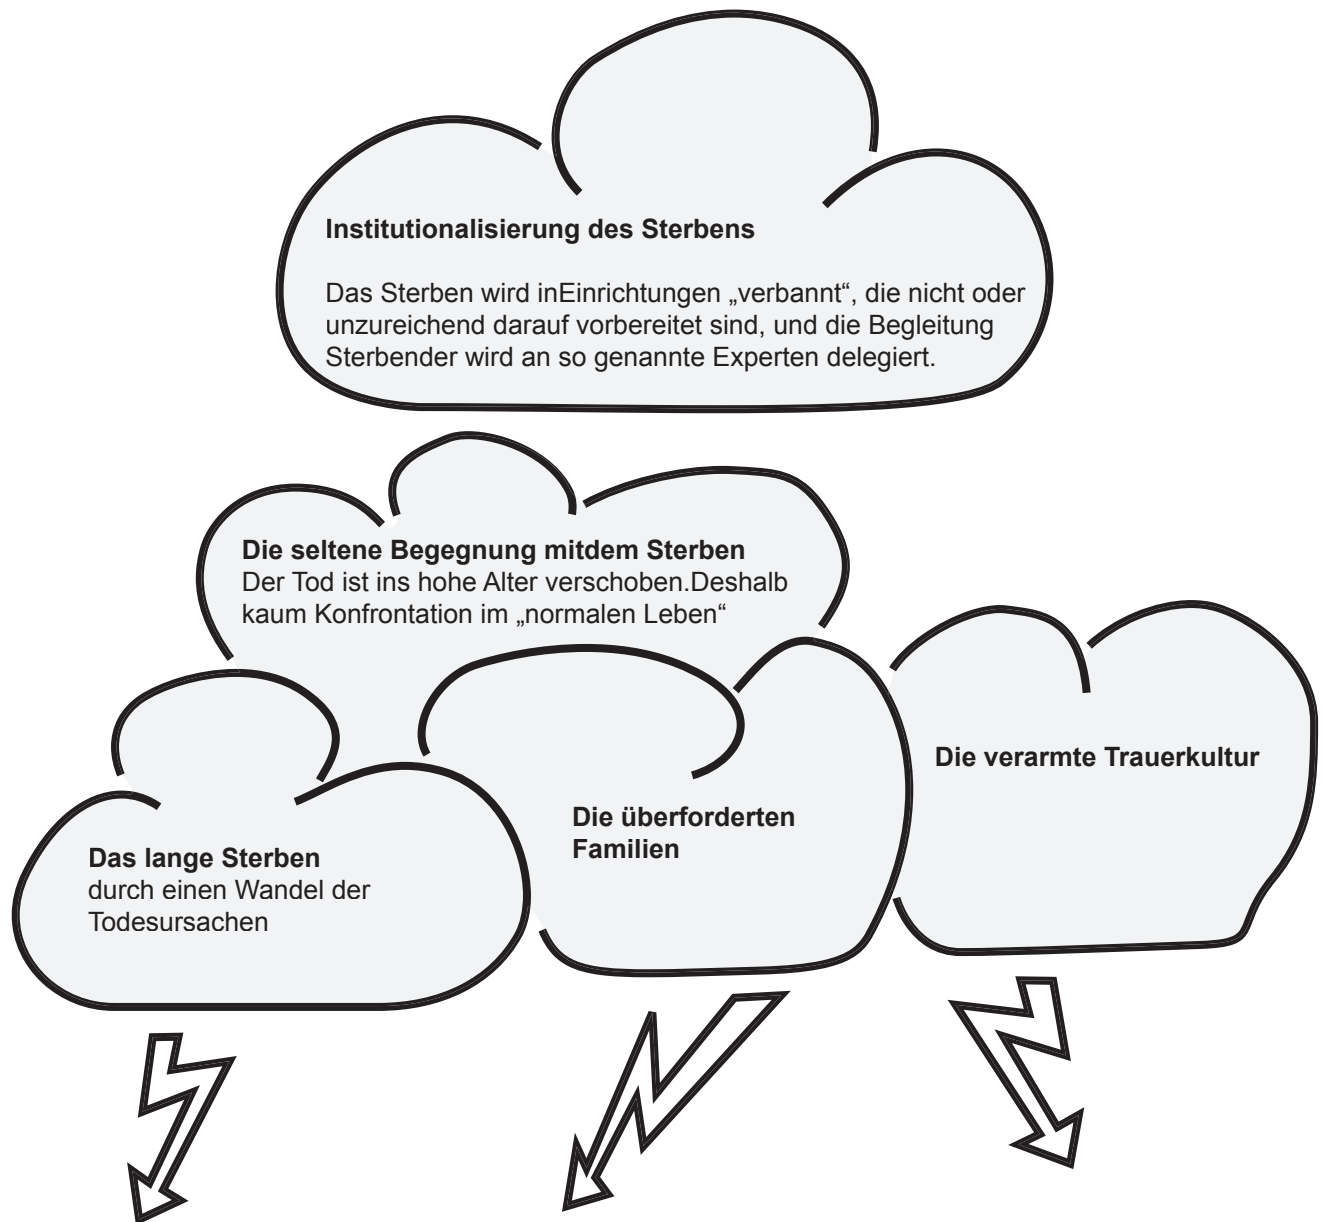 Institutionalisierung des Sterbens
Das Sterben wird inEinrichtungen „verbannt“, die nicht oder
unzureichend darauf vorbereitet sind, und die Begleitung
Sterbender wird an so genannte Experten delegiert.
Die seltene Begegnung mitdem Sterben
Der Tod ist ins hohe Alter verschoben.Deshalb
kaum Konfrontation im „normalen Leben“
Die verarmte Trauerkultur
Die überforderten
Familien
Das lange Sterben
durch einen Wandel der
Todesursachen